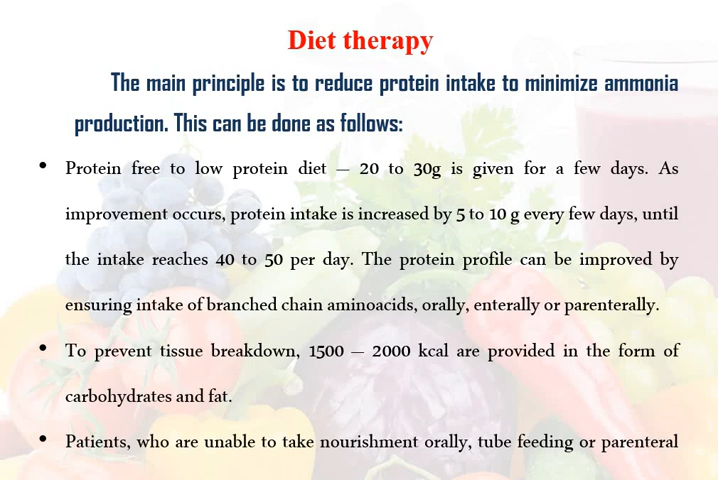 Diet therapy
The main principle is to reduce protein intake to minimize ammonia
production. This can be done as follows:
• Protein free to low protein diet – 20 to 30g is given for a few days. As
improvement occurs, protein intake is increased by 5 to 10 g every few days, until
the intake reaches 40 to 50 per day. The protein profile can be improved by
ensuring intake of branched chain aminoacids, orally, enterally or parenterally.
• To prevent tissue breakdown, 1500 – 2000 kcal are provided in the form of
carbohydrates and fat.
• Patients, who are unable to take nourishment orally, tube feeding or parenteral